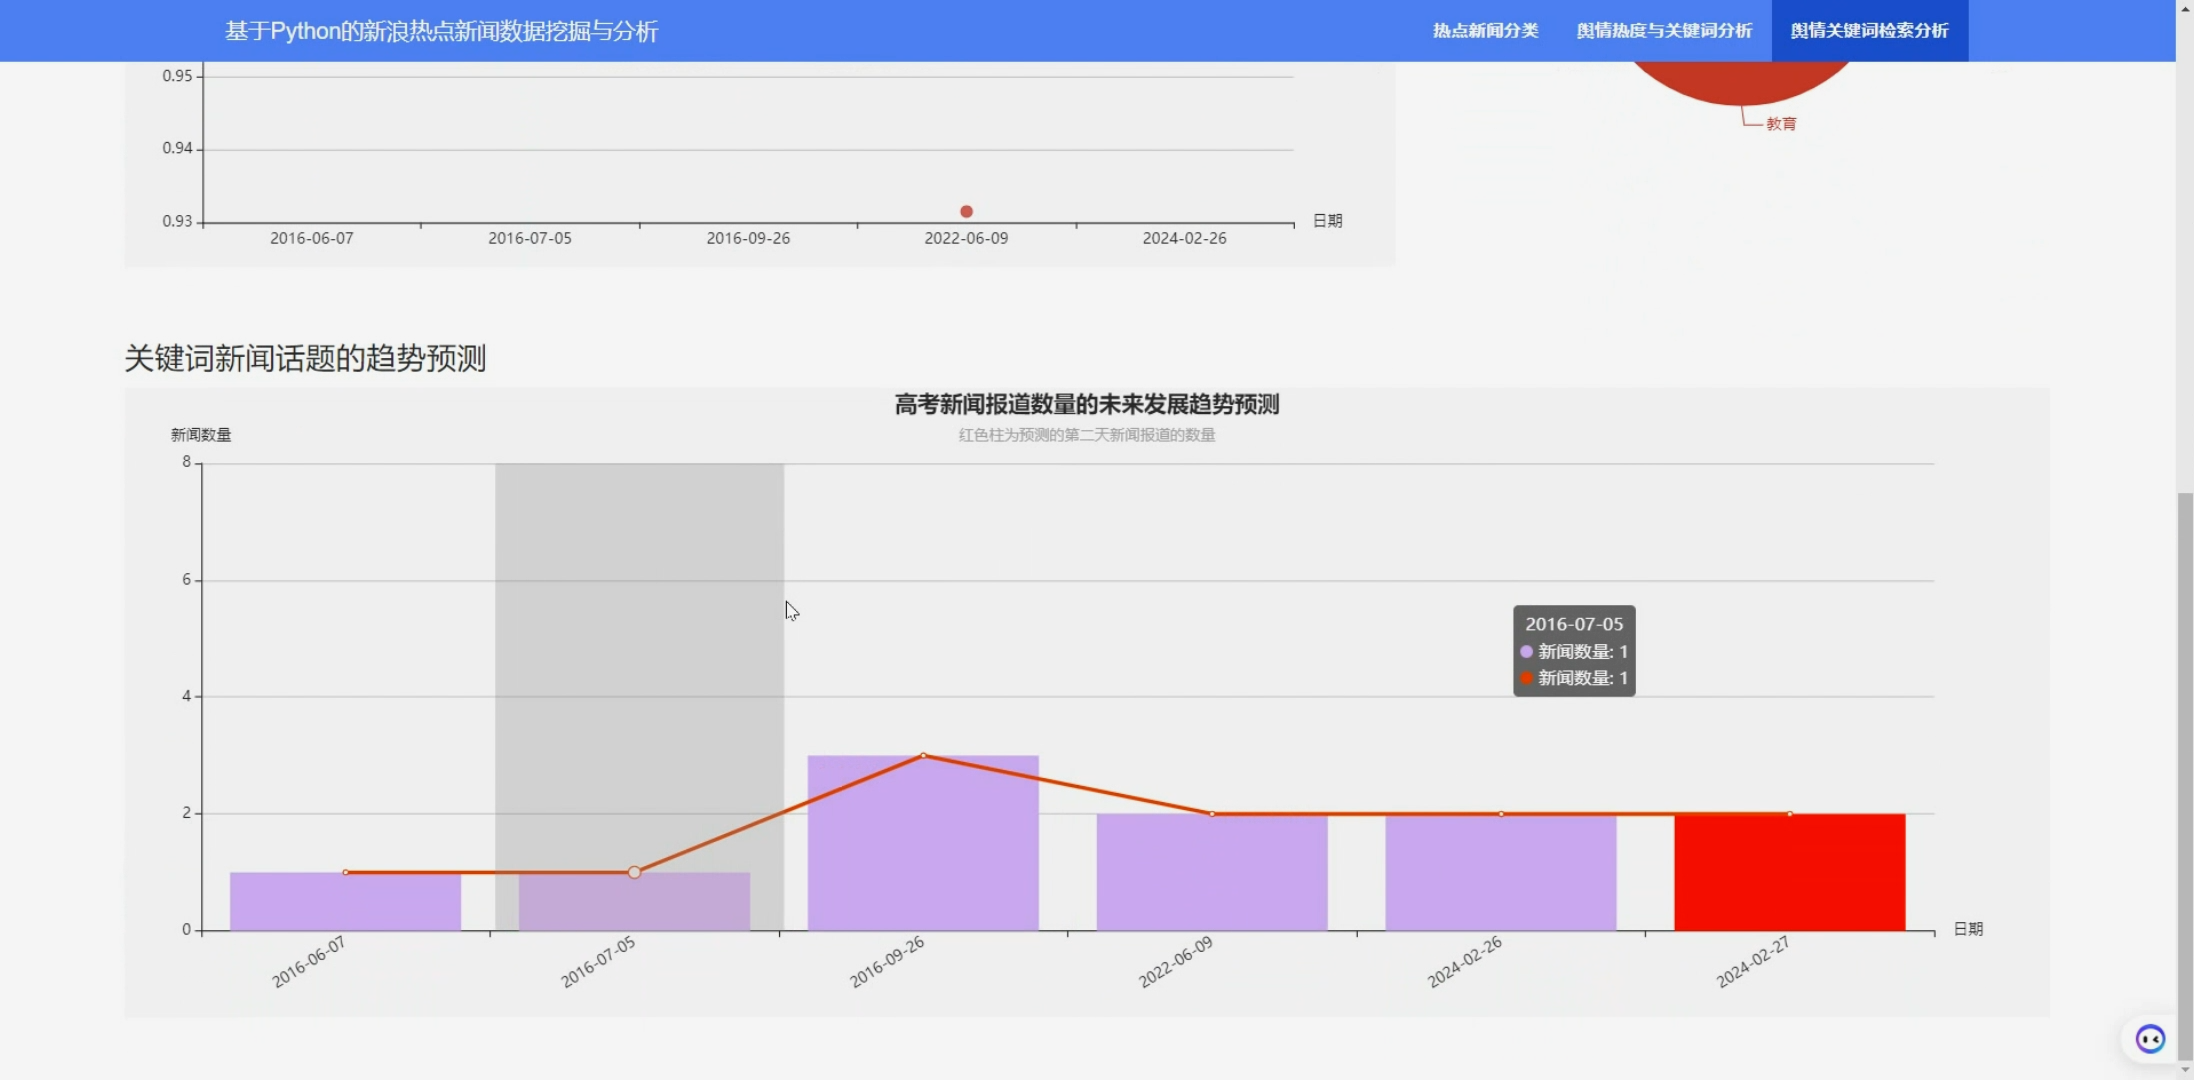 基于Python的新浪热点新闻数据挖掘与分析
热点新闻分类
舆情热度与关键词分析
舆情关键词检索分析
0.95
0.94
0.93
2016-06-07
2016-07-05
2016-09-26
2022-06-09
2024-02-26
日期
教育
关键词新闻话题的趋势预测
高考新闻报道数量的未来发展趋势预测
红色柱为预测的第二天新闻报道的数量
新闻数量
8
6
4
2
0
2016-07-05
新闻数量: 1
新闻数量: 1
2016-06-07
2016-07-05
2016-09-26
2022-06-09
2024-02-26
2024-02-27
日期